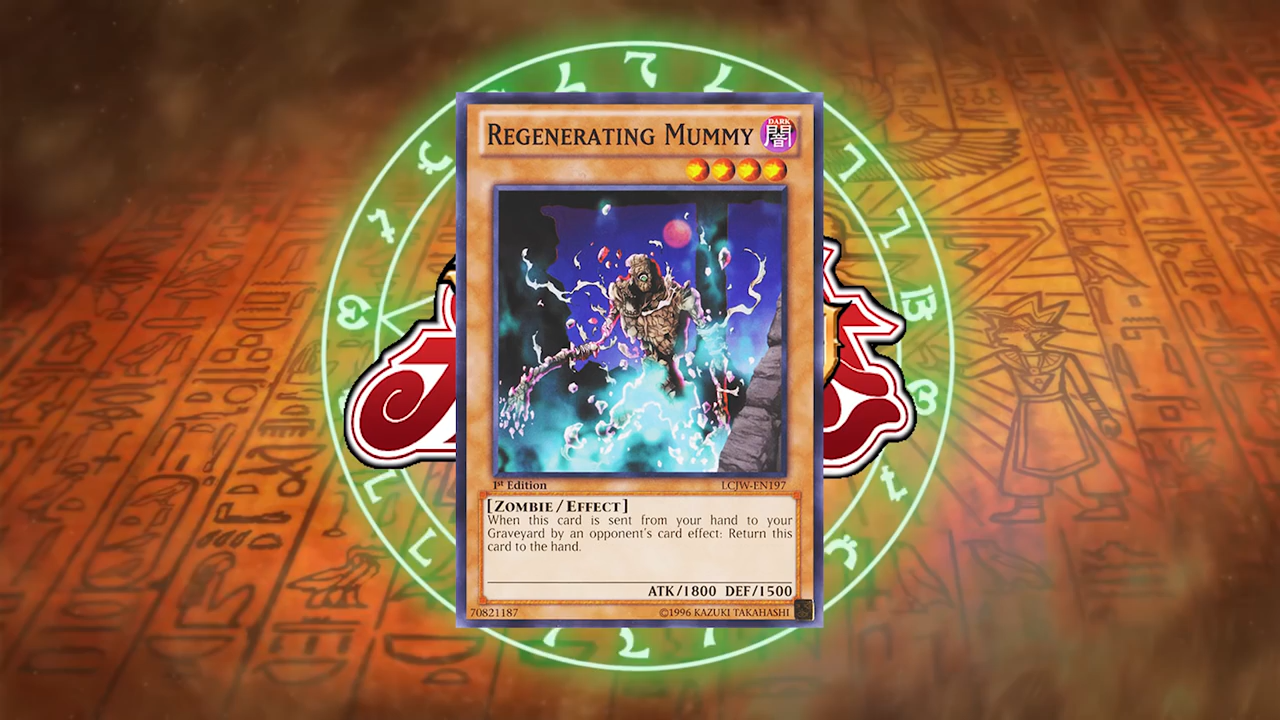 REGENERATING MUMMY
DARK
闇
1st Edition
LCJW-EN197
[ZOMBIE/EFFECT]
When this card is sent from your hand to your
Graveyard by an opponent's card effect: Return this
card to the hand.
ATK/1800 DEF/1500
70821187
©1996 KAZUKI TAKAHASHI